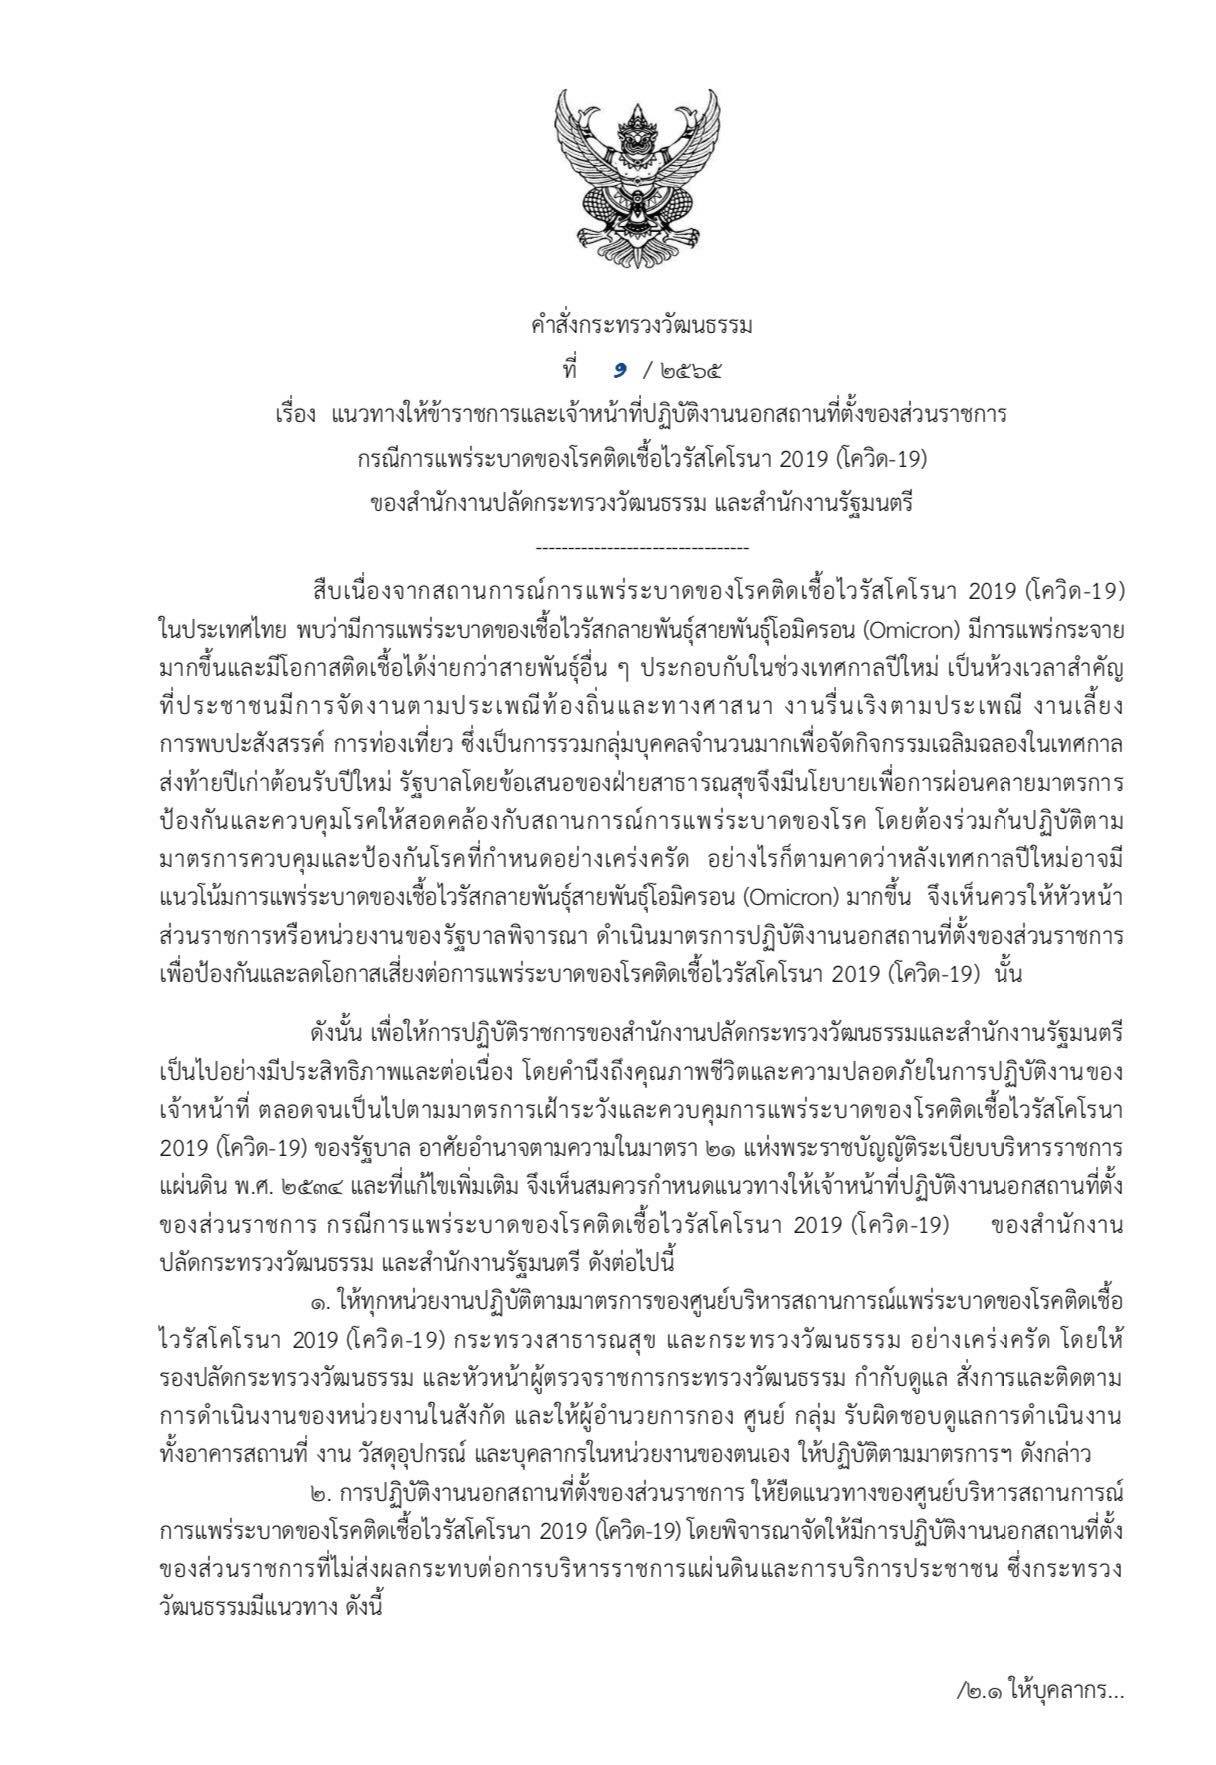 คำสั่งกระทรวงวัฒนธรรม
ที่ ๑ / ๒๕๖๕
เรื่อง แนวทางให้ข้าราชการและเจ้าหน้าที่ปฏิบัติงานนอกสถานที่ตั้งของส่วนราชการ
กรณีการแพร่ระบาดของโรคติดเชื้อไวรัสโคโรนา 2019 (โควิด-19)
ของสำนักงานปลัดกระทรวงวัฒนธรรม และสำนักงานรัฐมนตรี
---------------------------------
สืบเนื่องจากสถานการณ์การแพร่ระบาดของโรคติดเชื้อไวรัสโคโรนา 2019 (โควิด-19)
ในประเทศไทย พบว่ามีการแพร่ระบาดของเชื้อไวรัสกลายพันธุ์สายพันธุ์โอมิครอน (Omicron) มีการแพร่กระจาย
มากขึ้นและมีโอกาสติดเชื้อได้ง่ายกว่าสายพันธุ์อื่น ๆ ประกอบกับในช่วงเทศกาลปีใหม่ เป็นห้วงเวลาสำคัญ
ที่ประชาชนมีการจัดงานตามประเพณีท้องถิ่นและทางศาสนา งานรื่นเริงตามประเพณี งานเลี้ยง
การพบปะสังสรรค์ การท่องเที่ยว ซึ่งเป็นการรวมกลุ่มบุคคลจำนวนมากเพื่อจัดกิจกรรมเฉลิมฉลองในเทศกาล
ส่งท้ายปีเก่าต้อนรับปีใหม่ รัฐบาลโดยข้อเสนอของฝ่ายสาธารณสุขจึงมีนโยบายเพื่อการผ่อนคลายมาตรการ
ป้องกันและควบคุมโรคให้สอดคล้องกับสถานการณ์การแพร่ระบาดของโรค โดยต้องร่วมกันปฏิบัติตาม
มาตรการควบคุมและป้องกันโรคที่กำหนดอย่างเคร่งครัด อย่างไรก็ตามคาดว่าหลังเทศกาลปีใหม่อาจมี
แนวโน้มการแพร่ระบาดของเชื้อไวรัสกลายพันธุ์สายพันธุ์โอมิครอน (Omicron) มากขึ้น จึงเห็นควรให้หัวหน้า
ส่วนราชการหรือหน่วยงานของรัฐบาลพิจารณา ดำเนินมาตรการปฏิบัติงานนอกสถานที่ตั้งของส่วนราชการ
เพื่อป้องกันและลดโอกาสเสี่ยงต่อการแพร่ระบาดของโรคติดเชื้อไวรัสโคโรนา 2019 (โควิด-19) นั้น
ดังนั้น เพื่อให้การปฏิบัติราชการของสำนักงานปลัดกระทรวงวัฒนธรรมและสำนักงานรัฐมนตรี
เป็นไปอย่างมีประสิทธิภาพและต่อเนื่อง โดยคำนึงถึงคุณภาพชีวิตและความปลอดภัยในการปฏิบัติงานของ
เจ้าหน้าที่ ตลอดจนเป็นไปตามมาตรการเฝ้าระวังและควบคุมการแพร่ระบาดของโรคติดเชื้อไวรัสโคโรนา
2019 (โควิด-19) ของรัฐบาล อาศัยอำนาจตามความในมาตรา ๒๑ แห่งพระราชบัญญัติระเบียบบริหารราชการ
แผ่นดิน พ.ศ. ๒๕๓๔ และที่แก้ไขเพิ่มเติม จึงเห็นสมควรกำหนดแนวทางให้เจ้าหน้าที่ปฏิบัติงานนอกสถานที่ตั้ง
ของส่วนราชการ กรณีการแพร่ระบาดของโรคติดเชื้อไวรัสโคโรนา 2019 (โควิด-19) ของสำนักงาน
ปลัดกระทรวงวัฒนธรรม และสำนักงานรัฐมนตรี ดังต่อไปนี้
๑. ให้ทุกหน่วยงานปฏิบัติตามมาตรการของศูนย์บริหารสถานการณ์แพร่ระบาดของโรคติดเชื้อ
ไวรัสโคโรนา 2019 (โควิด-19) กระทรวงสาธารณสุข และกระทรวงวัฒนธรรม อย่างเคร่งครัด โดยให้
รองปลัดกระทรวงวัฒนธรรม และหัวหน้าผู้ตรวจราชการกระทรวงวัฒนธรรม กำกับดูแล สั่งการและติดตาม
การดำเนินงานของหน่วยงานในสังกัด และให้ผู้อำนวยการกอง ศูนย์ กลุ่ม รับผิดชอบดูแลการดำเนินงาน
ทั้งอาคารสถานที่ งาน วัสดุอุปกรณ์ และบุคลากรในหน่วยงานของตนเอง ให้ปฏิบัติตามมาตรการฯ ดังกล่าว
๒. การปฏิบัติงานนอกสถานที่ตั้งของส่วนราชการ ให้ยืดแนวทางของศูนย์บริหารสถานการณ์
การแพร่ระบาดของโรคติดเชื้อไวรัสโคโรนา 2019 (โควิด-19) โดยพิจารณาจัดให้มีการปฏิบัติงานนอกสถานที่ตั้ง
ของส่วนราชการที่ไม่ส่งผลกระทบต่อการบริหารราชการแผ่นดินและการบริการประชาชน ซึ่งกระทรวง
วัฒนธรรมมีแนวทาง ดังนี้
/๒.๑ ให้บุคลากร...